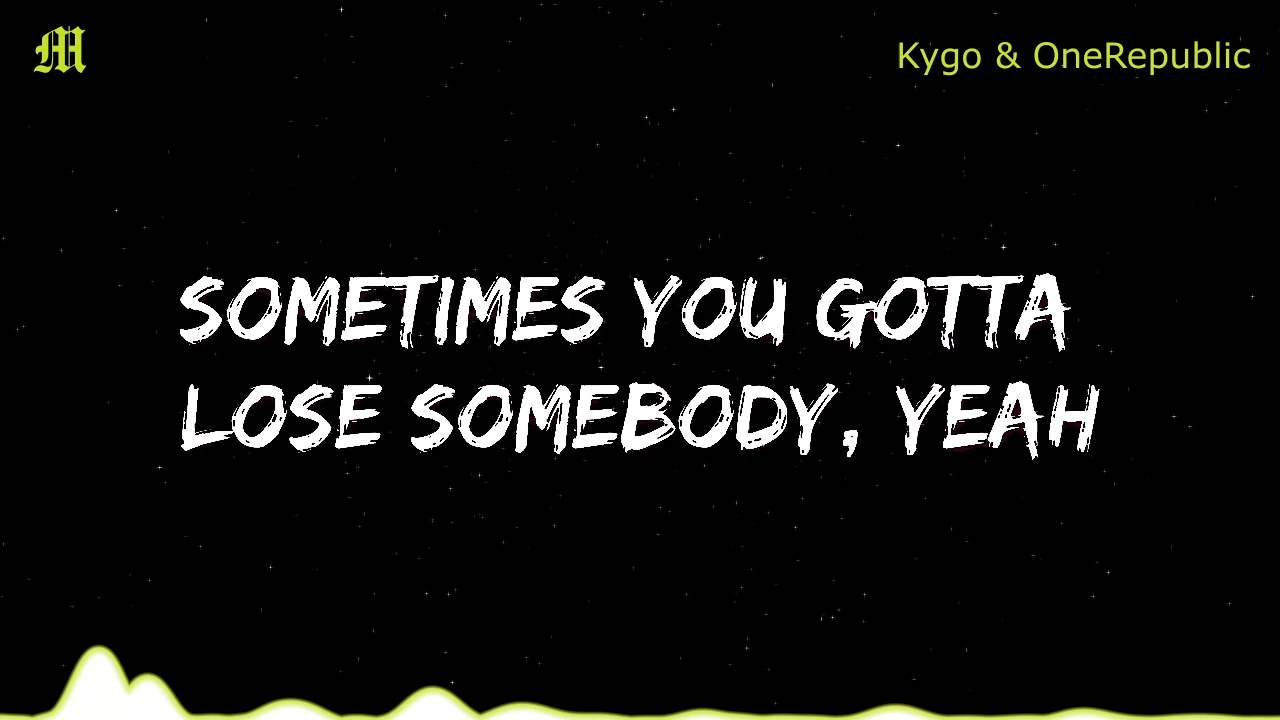 M
Kygo & OneRepublic
SOMETIMES YOU GOTTA
LOSE SOMEBODY, YEAH